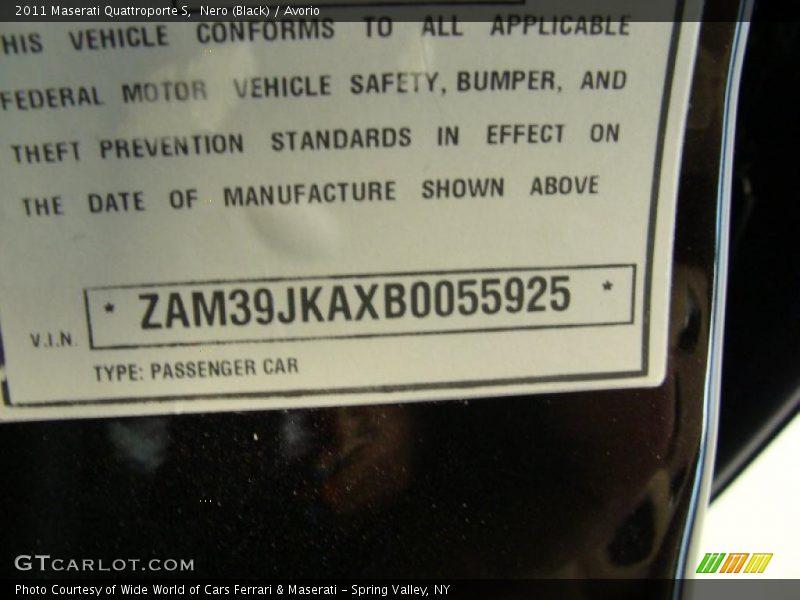 2011 Maserati Quattroporte S, Nero (Black) / Avorio
HIS VEHICLE CONFORMS TO ALL APPLICABLE
FEDERAL MOTOR VEHICLE SAFETY, BUMPER, AND
THEFT PREVENTION STANDARDS IN EFFECT ON
THE DATE OF MANUFACTURE SHOWN ABOVE
V.I.N. * ZAM39JKAXB0055925 *
TYPE: PASSENGER CAR
GTCARLOT.COM
Photo Courtesy of Wide World of Cars Ferrari & Maserati - Spring Valley, NY